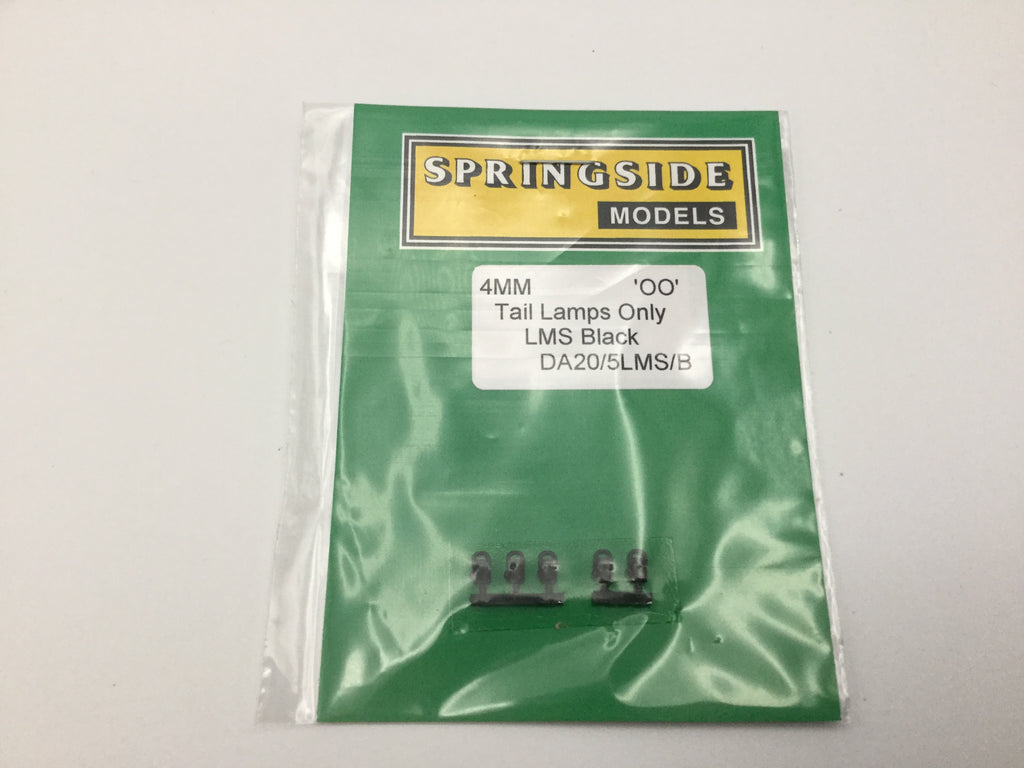 SPRINGSIDE
MODELS
4MM 'OO'
Tail Lamps Only
LMS Black
DA20/5LMS/B